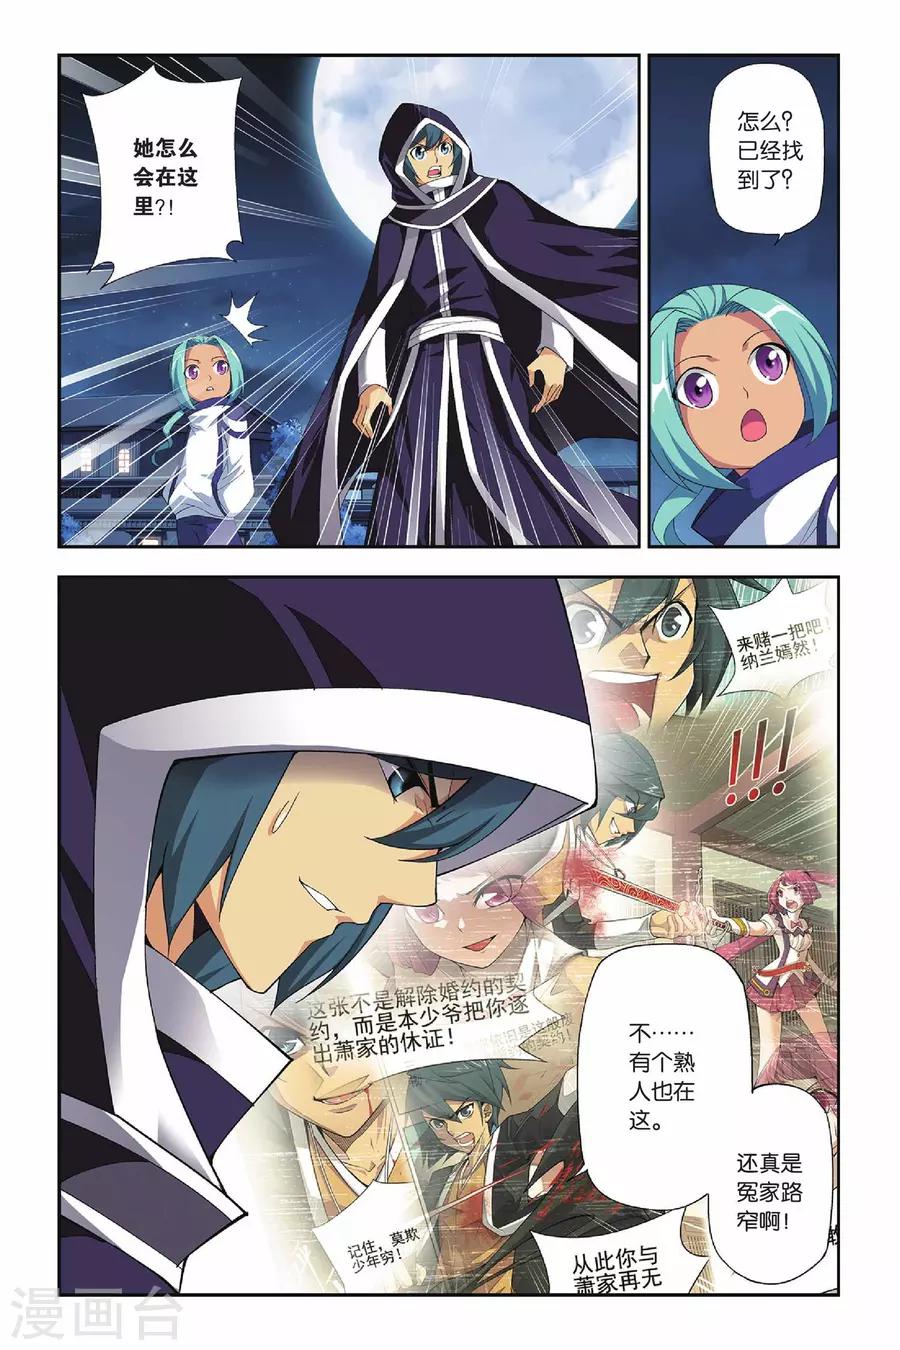 她怎么
会在这
里?!
怎么?
已经找
到了?
来赌一把吧!
纳兰嫣然!
!!!
这张不是解除婚约的契
约，而是本少爷把你逐
出萧家的休证!
不……
有个熟
人也在
这。
还真是
冤家路
窄啊!
记住，莫欺
少年穷!
从此你与
萧家再无
漫画台